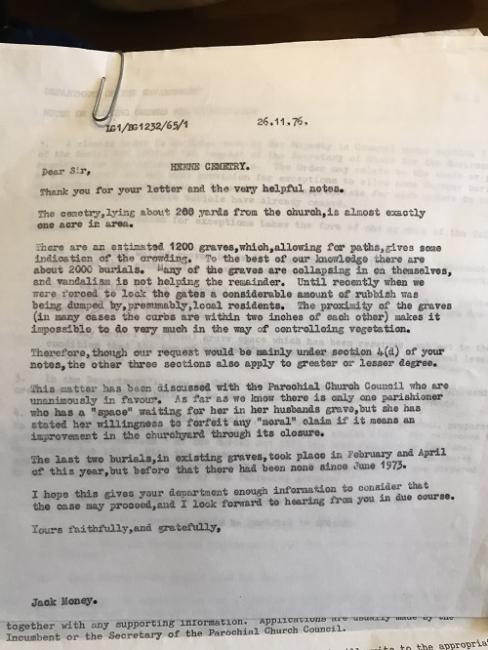 LG1/BG1232/65/1 26.11.76.
Dear Sir, HEENE CEMETRY.
Thank you for your letter and the very helpful notes.
The cemetry,lying about 200 yards from the church,is almost exactly
one acre in area.
There are an estimated 1200 graves,which,allowing for paths,gives some
indication of the crowding. To the best of our knowledge there are
about 2000 burials. Many of the graves are collapsing in on themselves,
and vandalism is not helping the remainder. Until recently when we
were forced to lock the gates a considerable amount of rubbish was
being dumped by,presumably,local residents. The proximity of the graves
(in many cases the curbs are within two inches of each other) makes it
impossible to do very much in the way of controlloing vegetation.
Therefore,though our request would be mainly under section 4(d) of your
notes,the other three sections also apply to greater or lesser degree.
This matter has been discussed with the Parochial Church Council who are
unanimously in favour. As far as we know there is only one parishioner
who has a "space" waiting for her in her husbands grave,but she has
stated her willingness to forfeit any "moral" claim if it means an
improvement in the churchyard through its closure.
The last two burials,in existing graves,took place in February and April
of this year,but before that there had been none since June 1973.
I hope this gives your department enough information to consider that
the case may proceed,and I look forward to hearing from you in due course.
Yours faithfully,and gratefully,
Jack Money.
together with any supporting information. Applications are usually made by the
Incumbent or the Secretary of the Parochial Church Council.
to the appropriat